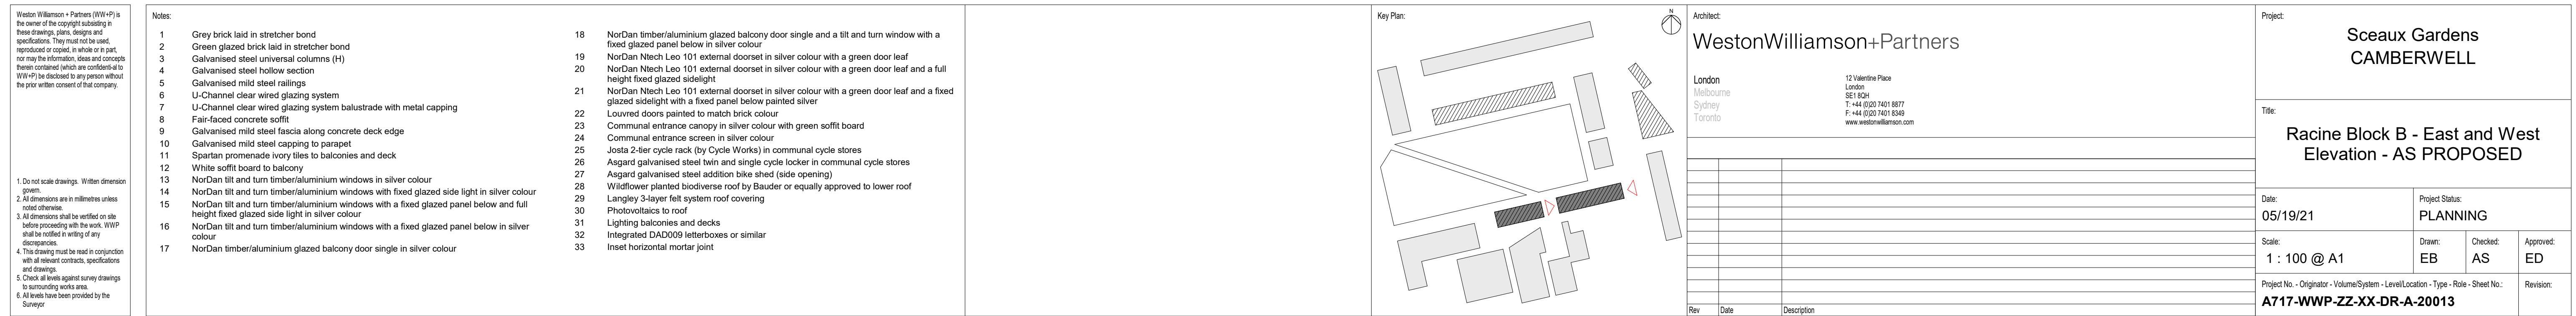 Weston Williamson + Partners (WW+P) is
the owner of the copyright subsisting in
these drawings, plans, designs and
specifications. They must not be used,
reproduced or copied, in whole or in part,
nor may the information, ideas and concepts
therein contained (which are confidenti-al to
WW+P) be disclosed to any person without
the prior written consent of that company.
1. Do not scale drawings. Written dimension
govern.
2. All dimensions are in millimetres unless
noted otherwise.
3. All dimensions shall be vertified on site
before proceeding with the work. WWP
shall be notified in writing of any
discrepancies.
4. This drawing must be read in conjunction
with all relevant contracts, specifications
and drawings.
5. Check all levels against survey drawings
to surrounding works area.
6. All levels have been provided by the
Surveyor
Notes:
1 Grey brick laid in stretcher bond
2 Green glazed brick laid in stretcher bond
3 Galvanised steel universal columns (H)
4 Galvanised steel hollow section
5 Galvanised mild steel railings
6 U-Channel clear wired glazing system
7 U-Channel clear wired glazing system balustrade with metal capping
8 Fair-faced concrete soffit
9 Galvanised mild steel fascia along concrete deck edge
10 Galvanised mild steel capping to parapet
11 Spartan promenade ivory tiles to balconies and deck
12 White soffit board to balcony
13 NorDan tilt and turn timber/aluminium windows in silver colour
14 NorDan tilt and turn timber/aluminium windows with fixed glazed side light in silver colour
15 NorDan tilt and turn timber/aluminium windows with a fixed glazed panel below and full
height fixed glazed side light in silver colour
16 NorDan tilt and turn timber/aluminium windows with a fixed glazed panel below in silver
colour
17 NorDan timber/aluminium glazed balcony door single in silver colour
18 NorDan timber/aluminium glazed balcony door single and a tilt and turn window with a
fixed glazed panel below in silver colour
19 NorDan Ntech Leo 101 external doorset in silver colour with a green door leaf
20 NorDan Ntech Leo 101 external doorset in silver colour with a green door leaf and a full
height fixed glazed sidelight
21 NorDan Ntech Leo 101 external doorset in silver colour with a green door leaf and a fixed
glazed sidelight with a fixed panel below painted silver
22 Louvred doors painted to match brick colour
23 Communal entrance canopy in silver colour with green soffit board
24 Communal entrance screen in silver colour
25 Josta 2-tier cycle rack (by Cycle Works) in communal cycle stores
26 Asgard galvanised steel twin and single cycle locker in communal cycle stores
27 Asgard galvanised steel addition bike shed (side opening)
28 Wildflower planted biodiverse roof by Bauder or equally approved to lower roof
29 Langley 3-layer felt system roof covering
30 Photovoltaics to roof
31 Lighting balconies and decks
32 Integrated DAD009 letterboxes or similar
33 Inset horizontal mortar joint
Key Plan:
N
Architect:
WestonWilliamson+Partners
London
Melbourne
Sydney
Toronto
12 Valentine Place
London
SE1 8QH
T: +44 (0)20 7401 8877
F: +44 (0)20 7401 8349
www.westonwilliamson.com
Rev Date Description
Project:
Sceaux Gardens
CAMBERWELL
Title:
Racine Block B - East and West
Elevation - AS PROPOSED
Date: Project Status:
05/19/21 PLANNING
Scale: Drawn: Checked: Approved:
1 : 100 @ A1 EB AS ED
Project No. - Originator - Volume/System - Level/Location - Type - Role - Sheet No.: Revision:
A717-WWP-ZZ-XX-DR-A-20013